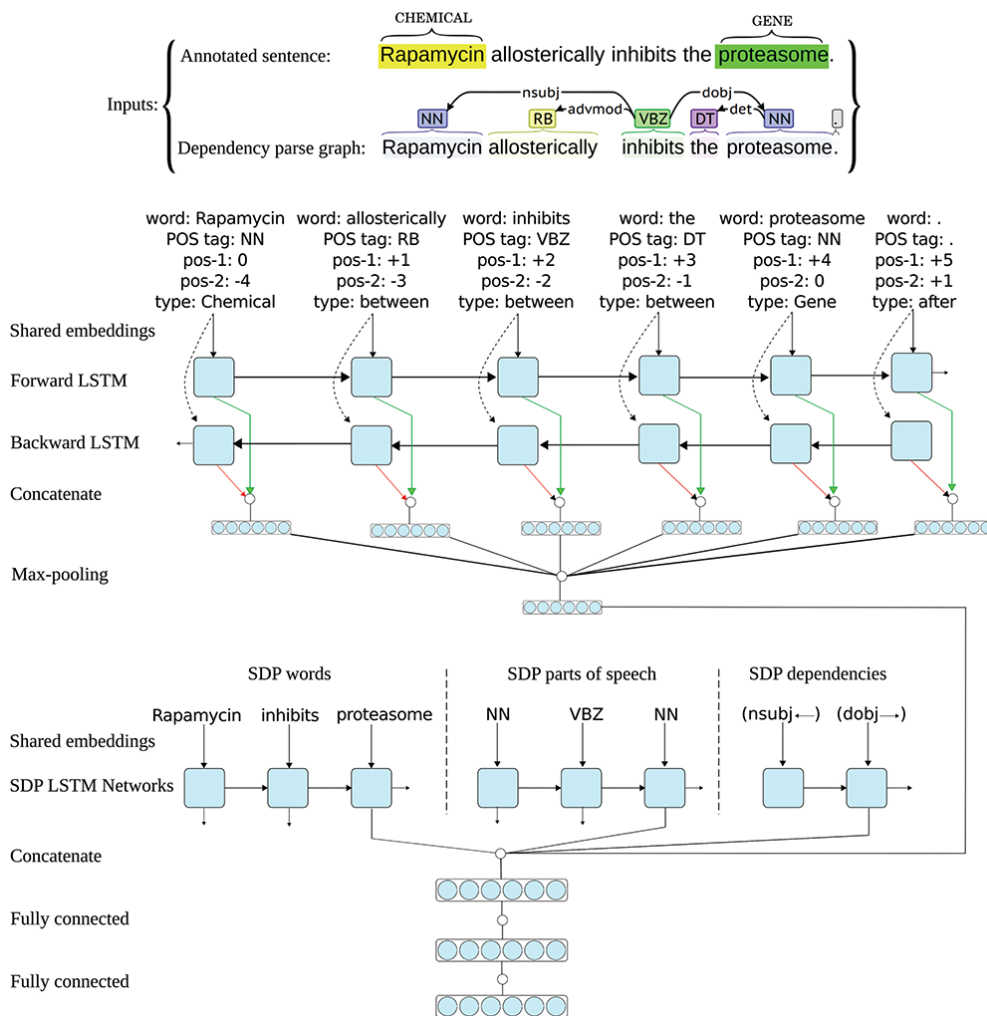 CHEMICAL GENE
Annotated sentence: Rapamycin allosterically inhibits the proteasome.
Inputs:
nsubj dobj
advmod det
NN RB VBZ DT NN .
Dependency parse graph: Rapamycin allosterically inhibits the proteasome.
word: Rapamycin word: allosterically word: inhibits word: the word: proteasome word: .
POS tag: NN POS tag: RB POS tag: VBZ POS tag: DT POS tag: NN POS tag: .
pos-1: 0 pos-1: +1 pos-1: +2 pos-1: +3 pos-1: +4 pos-1: +5
pos-2: -4 pos-2: -3 pos-2: -2 pos-2: -1 pos-2: 0 pos-2: +1
type: Chemical type: between type: between type: between type: Gene type: after
Shared embeddings
Forward LSTM
Backward LSTM
Concatenate
Max-pooling
SDP words SDP parts of speech SDP dependencies
Rapamycin inhibits proteasome NN VBZ NN (nsubj←) (dobj→)
Shared embeddings
SDP LSTM Networks
Concatenate
Fully connected
Fully connected